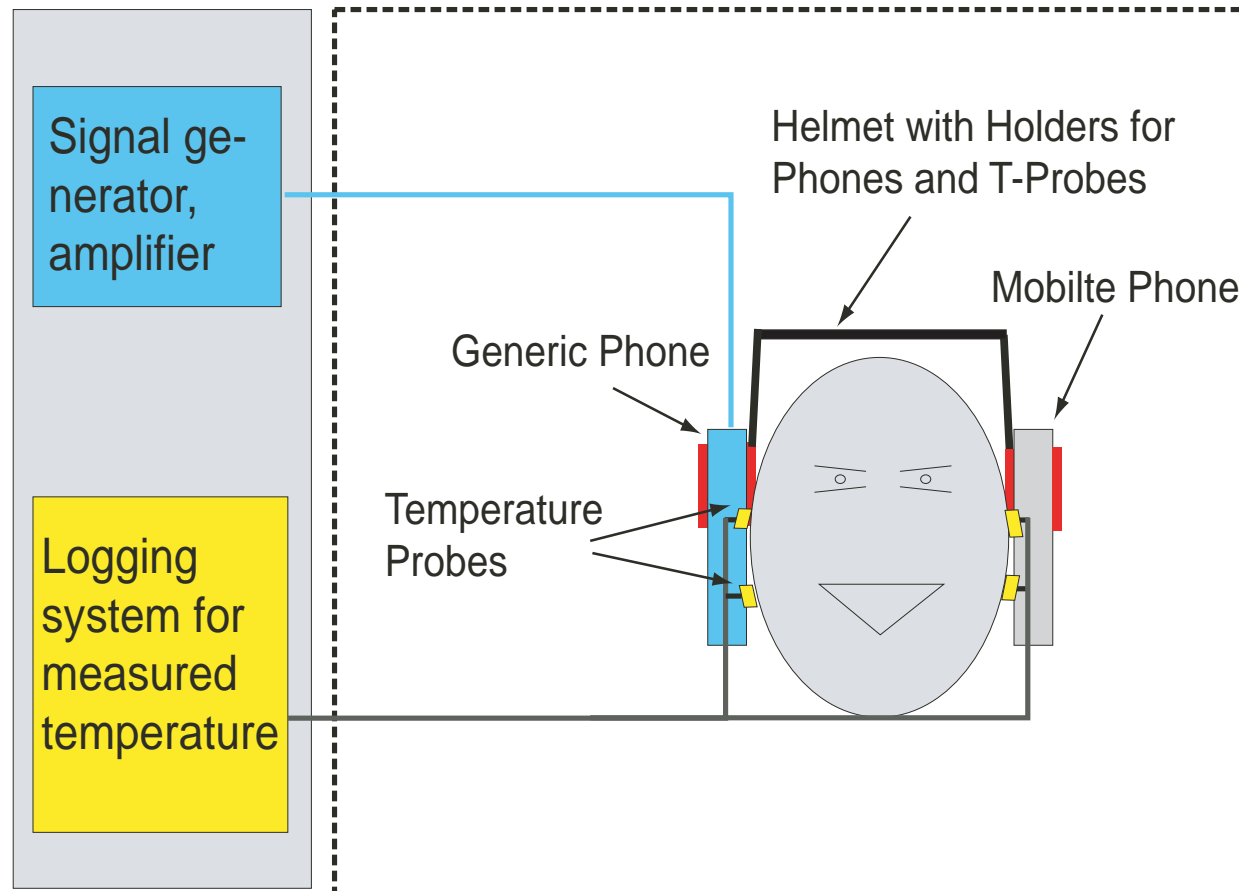 Signal ge-
nerator,
amplifier
Helmet with Holders for
Phones and T-Probes
Mobilte Phone
Generic Phone
Temperature
Probes
Logging
system for
measured
temperature